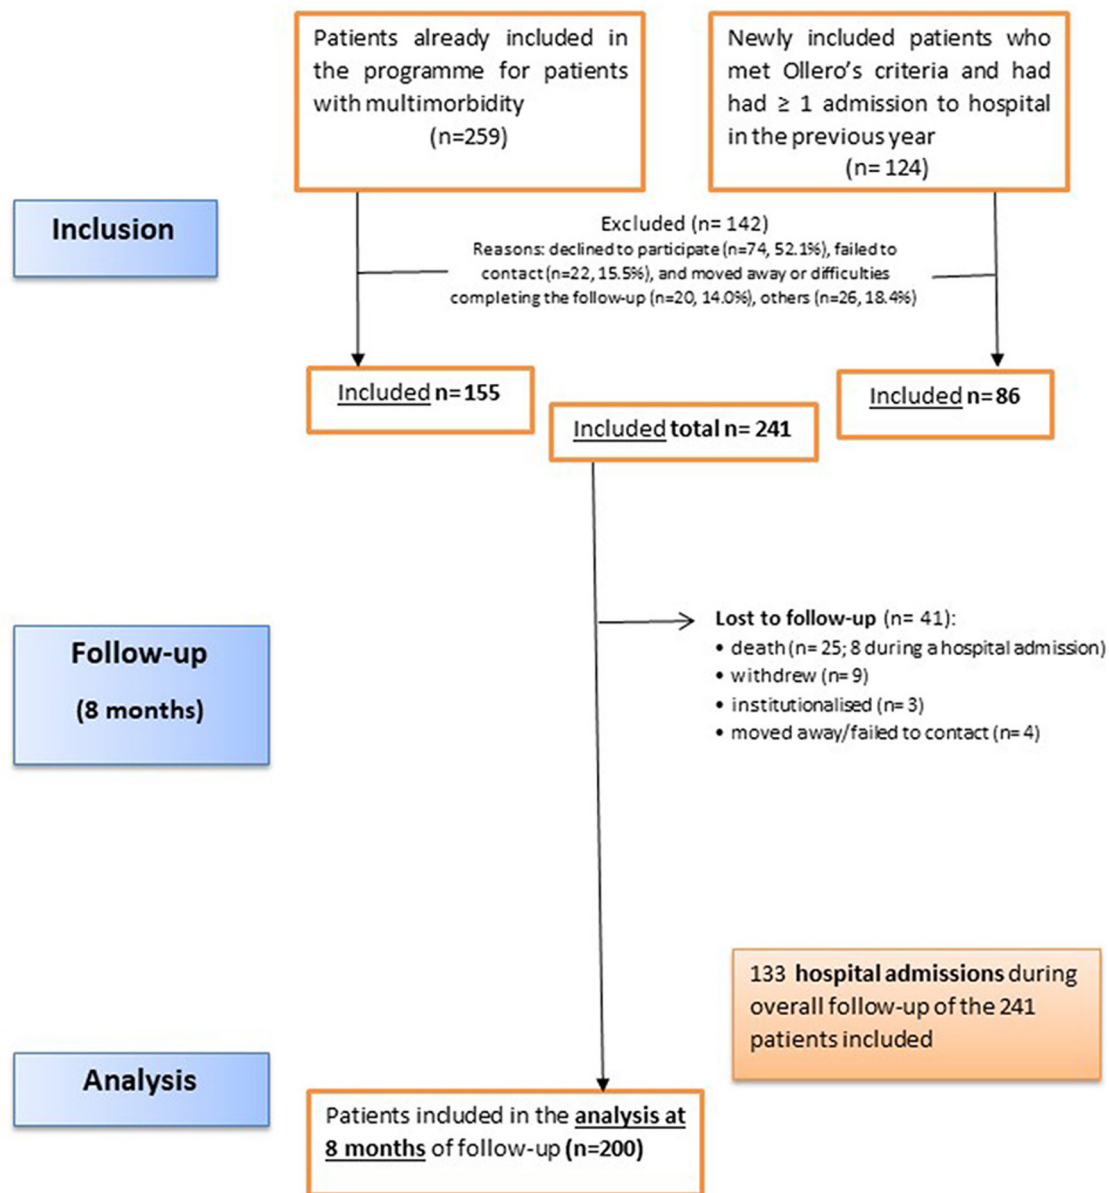 Patients already included in
the programme for patients
with multimorbidity
(n=259)
Newly included patients who
met Ollero's criteria and had
had ≥ 1 admission to hospital
in the previous year
(n= 124)
Inclusion
Excluded (n= 142)
Reasons: declined to participate (n=74, 52.1%), failed to
contact (n=22, 15.5%), and moved away or difficulties
completing the follow-up (n=20, 14.0%), others (n=26, 18.4%)
Included n=155
Included n=86
Included total n= 241
Follow-up
(8 months)
Lost to follow-up (n= 41):
• death (n= 25; 8 during a hospital admission)
• withdrew (n= 9)
• institutionalised (n= 3)
• moved away/failed to contact (n= 4)
133 hospital admissions during
overall follow-up of the 241
patients included
Analysis
Patients included in the analysis at
8 months of follow-up (n=200)